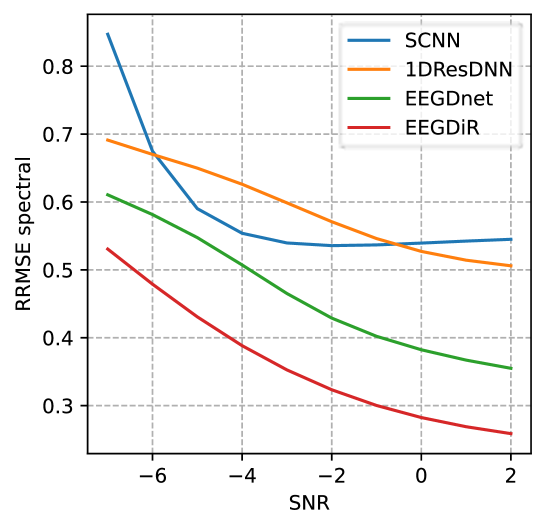 SCNN
1DResDNN
EEGDnet
EEGDiR
RRMSE spectral
0.8
0.7
0.6
0.5
0.4
0.3
−6 −4 −2 0 2
SNR